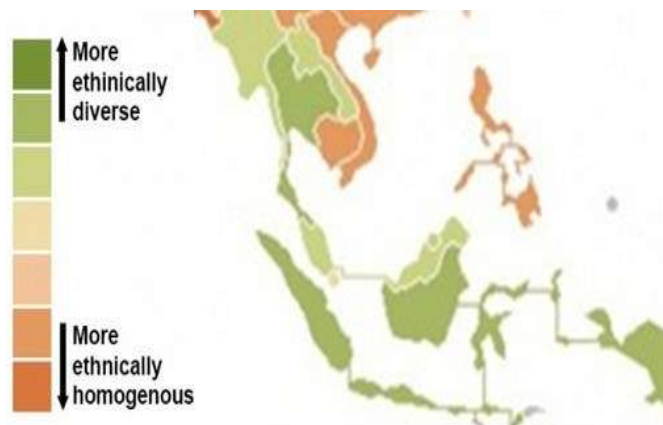 More
ethinically
diverse
More
ethnically
homogenous